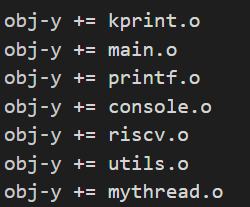 obj-y += kprint.o
obj-y += main.o
obj-y += printf.o
obj-y += console.o
obj-y += riscv.o
obj-y += utils.o
obj-y += mythread.o